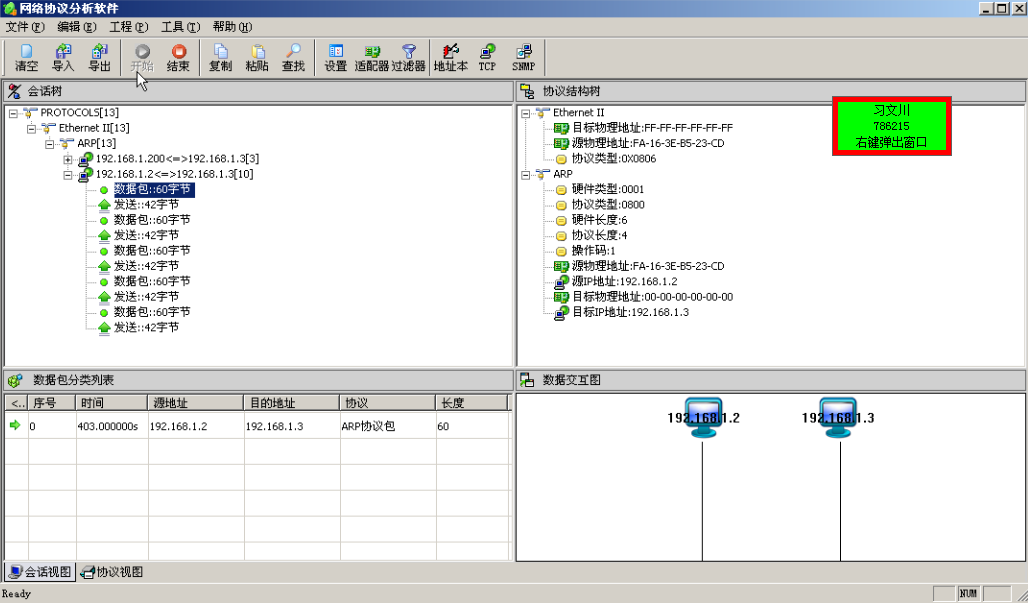 网络协议分析软件
文件(F) 编辑(E) 工程(P) 工具(T) 帮助(H)
清空 导入 导出 开始 结束 复制 粘贴 查找 设置 适配器 过滤器 地址本 TCP SNMP
会话树
PROTOCOLS[13]
Ethernet II[13]
ARP[13]
192.168.1.200<=>192.168.1.3[3]
192.168.1.2<=>192.168.1.3[10]
数据包::60字节
发送::42字节
数据包::60字节
发送::42字节
数据包::60字节
发送::42字节
数据包::60字节
发送::42字节
数据包::60字节
发送::42字节
协议结构树
Ethernet II
目标物理地址:FF-FF-FF-FF-FF-FF
源物理地址:FA-16-3E-B5-23-CD
协议类型:0X0806
ARP
硬件类型:0001
协议类型:0800
硬件长度:6
协议长度:4
操作码:1
源物理地址:FA-16-3E-B5-23-CD
源IP地址:192.168.1.2
目标物理地址:00-00-00-00-00-00
目标IP地址:192.168.1.3
习文川
786215
右键弹出窗口
数据包分类列表
<.. 序号 时间 源地址 目的地址 协议 长度
0 403.000000s 192.168.1.2 192.168.1.3 ARP协议包 60
数据交互图
192.168.1.2 192.168.1.3
会话视图 协议视图
Ready NUM